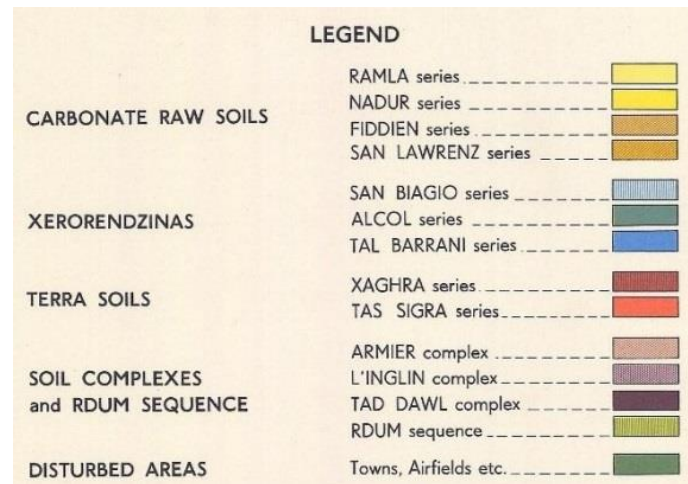 LEGEND
CARBONATE RAW SOILS
RAMLA series
NADUR series
FIDDIEN series
SAN LAWRENZ series
XERORENDZINAS
SAN BIAGIO series
ALCOL series
TAL BARRANI series
TERRA SOILS
XAGHRA series
TAS SIGRA series
SOIL COMPLEXES
and RDUM SEQUENCE
ARMIER complex
L'INGLIN complex
TAD DAWL complex
RDUM sequence
DISTURBED AREAS
Towns, Airfields etc.